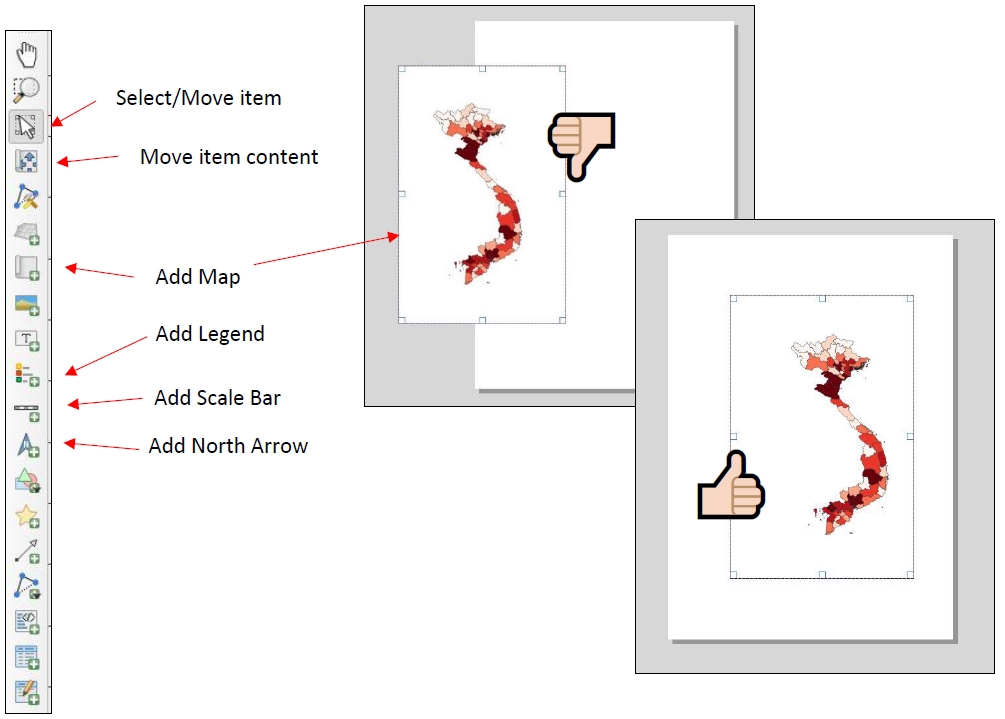 Select/Move item
Move item content
Add Map
Add Legend
Add Scale Bar
Add North Arrow